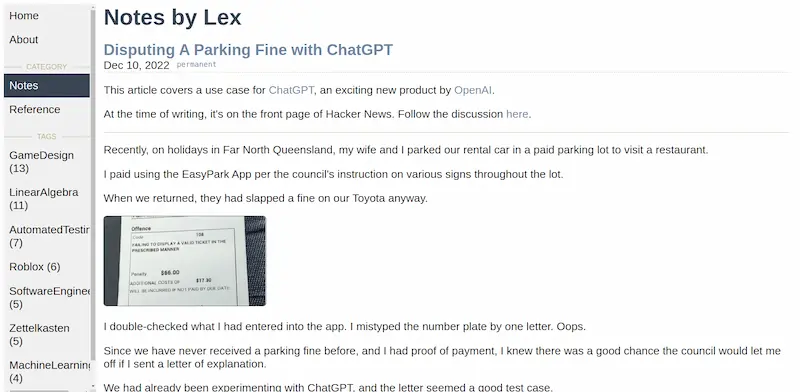 Home
About
CATEGORY
Notes
Reference
TAGS
GameDesign
(13)
LinearAlgebra
(11)
AutomatedTestin
(7)
Roblox (6)
SoftwareEnginee
(5)
Zettelkasten
(5)
MachineLearning
(4)
Notes by Lex
Disputing A Parking Fine with ChatGPT
Dec 10, 2022 permanent
This article covers a use case for ChatGPT, an exciting new product by OpenAI.
At the time of writing, it's on the front page of Hacker News. Follow the discussion here.
Recently, on holidays in Far North Queensland, my wife and I parked our rental car in a paid parking lot to visit a restaurant.
I paid using the EasyPark App per the council's instruction on various signs throughout the lot.
When we returned, they had slapped a fine on our Toyota anyway.
Offence
Code 108
FAILING TO DISPLAY A VALID TICKET IN THE
PRESCRIBED MANNER
Penalty $66.00
ADDITIONAL COSTS OF $17.30
WILL BE INCURRED IF NOT PAID BY DUE DATE
I double-checked what I had entered into the app. I mistyped the number plate by one letter. Oops.
Since we have never received a parking fine before, and I had proof of payment, I knew there was a good chance the council would let me
off if I sent a letter of explanation.
We had already been experimenting with ChatGPT, and the letter seemed a good test case.